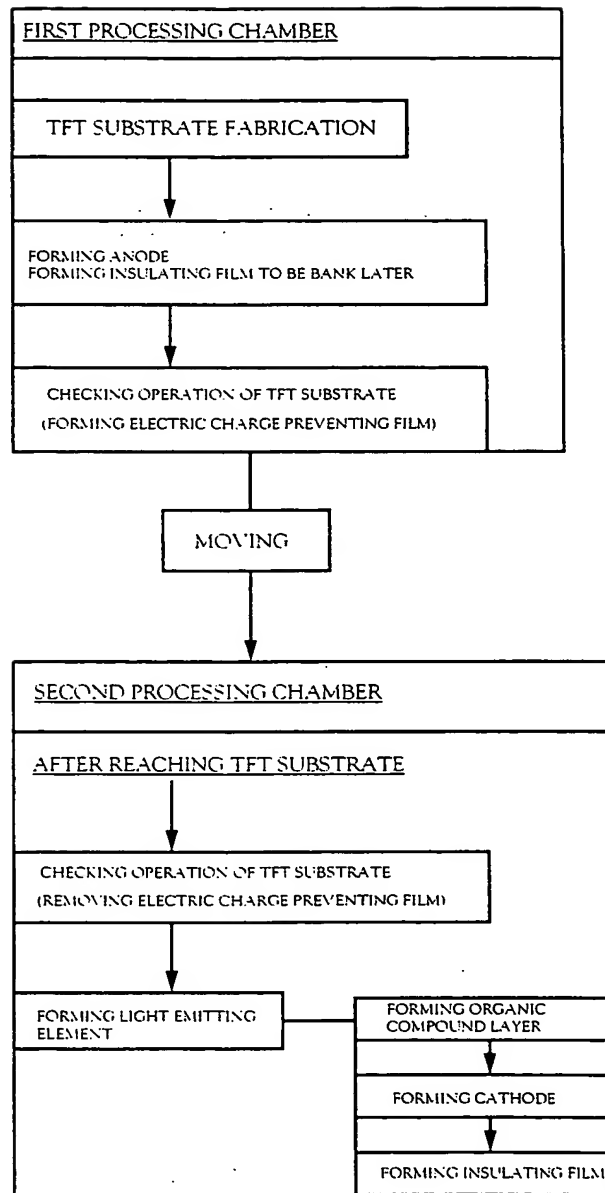 FIRST PROCESSING CHAMBER
TFT SUBSTRATE FABRICATION
FORMING ANODE
FORMING INSULATING FILM TO BE BANK LATER
CHECKING OPERATION OF TFT SUBSTRATE
(FORMING ELECTRIC CHARGE PREVENTING FILM)
MOVING
SECOND PROCESSING CHAMBER
AFTER REACHING TFT SUBSTRATE
CHECKING OPERATION OF TFT SUBSTRATE
(REMOVING ELECTRIC CHARGE PREVENTING FILM)
FORMING LIGHT EMITTING
ELEMENT
FORMING ORGANIC
COMPOUND LAYER
FORMING CATHODE
FORMING INSULATING FILM